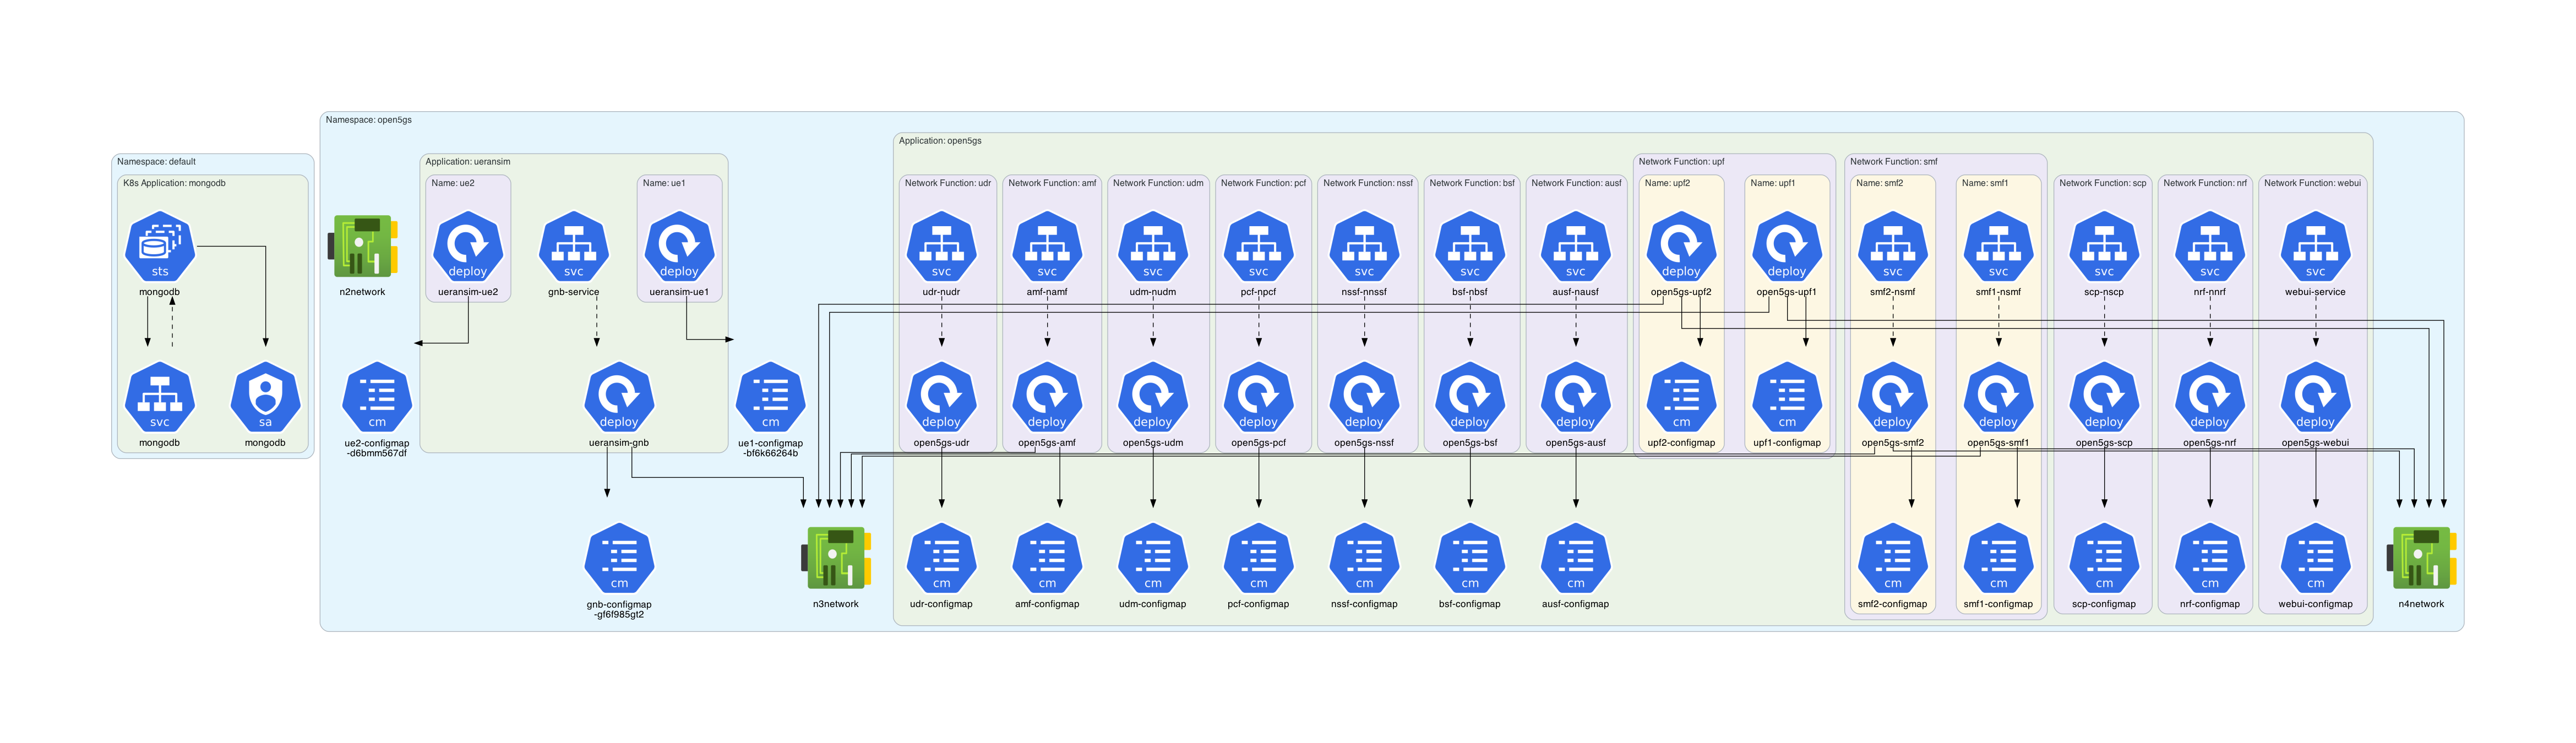 Namespace: open5gs
Application: open5gs
Namespace: default
Application: ueransim
Network Function: upf
Network Function: smf
K8s Application: mongodb
Name: ue2
Name: ue1
Network Function: udr
Network Function: amf
Network Function: udm
Network Function: pcf
Network Function: nssf
Network Function: bsf
Network Function: ausf
Name: upf2
Name: upf1
Name: smf2
Name: smf1
Network Function: scp
Network Function: nrf
Network Function: webui
sts
deploy
svc
deploy
svc
svc
svc
svc
svc
svc
svc
deploy
deploy
svc
svc
svc
svc
svc
mongodb
n2network
ueransim-ue2
gnb-service
ueransim-ue1
udr-nudr
amf-namf
udm-nudm
pcf-npcf
nssf-nnssf
bsf-nbsf
ausf-nausf
open5gs-upf2
open5gs-upf1
smf2-nsmf
smf1-nsmf
scp-nscp
nrf-nnrf
webui-service
svc
sa
cm
deploy
cm
deploy
deploy
deploy
deploy
deploy
deploy
deploy
cm
cm
deploy
deploy
deploy
deploy
deploy
mongodb
mongodb
ue2-configmap
-d6bmm567df
ueransim-gnb
ue1-configmap
-bf6k66264b
open5gs-udr
open5gs-amf
open5gs-udm
open5gs-pcf
open5gs-nssf
open5gs-bsf
open5gs-ausf
upf2-configmap
upf1-configmap
open5gs-smf2
open5gs-smf1
open5gs-scp
open5gs-nrf
open5gs-webui
cm
cm
cm
cm
cm
cm
cm
cm
cm
cm
cm
cm
cm
gnb-configmap
-gf6f985gt2
n3network
udr-configmap
amf-configmap
udm-configmap
pcf-configmap
nssf-configmap
bsf-configmap
ausf-configmap
smf2-configmap
smf1-configmap
scp-configmap
nrf-configmap
webui-configmap
n4network